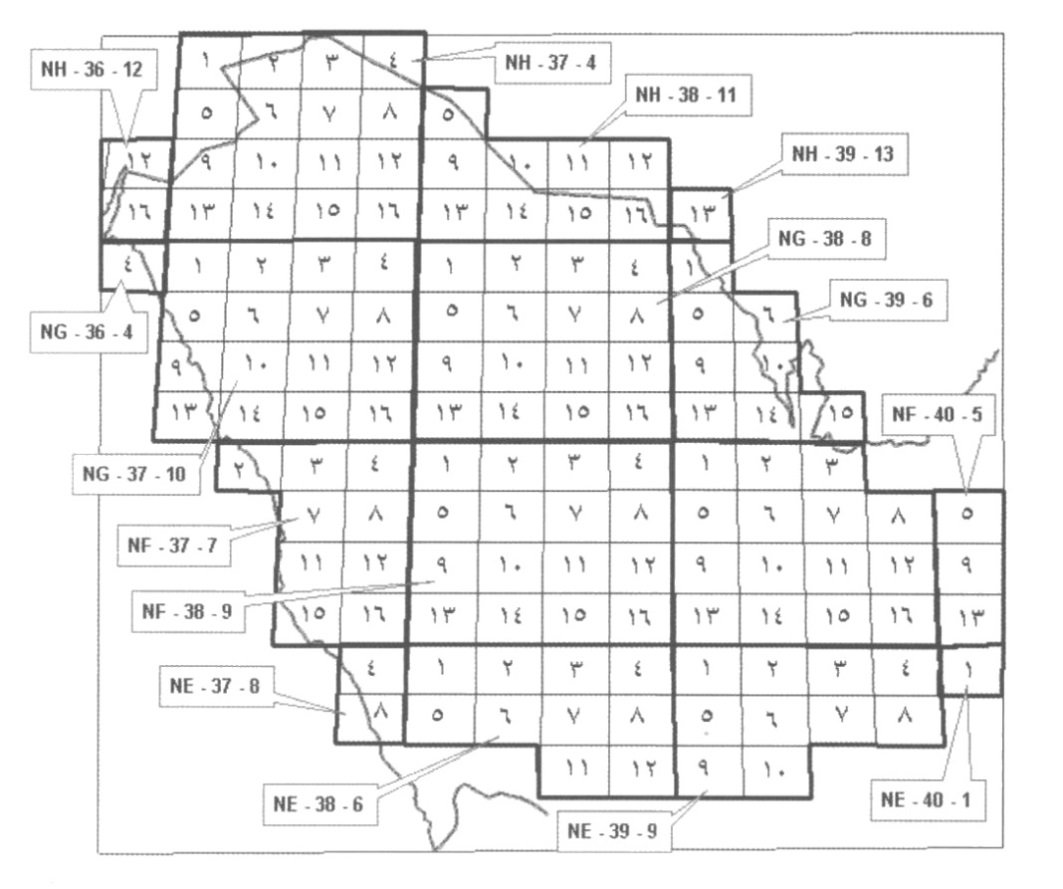 NH - 36 - 12
١ ٢ ٣ ٤
NH - 37 - 4
٥ ٦ ٧ ٨ ٥
NH - 38 - 11
١٢ ٩ ١٠ ١١ ١٢ ٩ ١٠ ١١ ١٢
NH - 39 - 13
١٦ ١٣ ١٤ ١٥ ١٦ ١٣ ١٤ ١٥ ١٦ ١٣
NG - 38 - 8
٤ ١ ٢ ٣ ٤ ١ ٢ ٣ ٤ ١
NG - 36 - 4
٥ ٦ ٧ ٨ ٥ ٦ ٧ ٨ ٥ ٦
NG - 39 - 6
٩ ١٠ ١١ ١٢ ٩ ١٠ ١١ ١٢ ٩ ١٠
١٣ ١٤ ١٥ ١٦ ١٣ ١٤ ١٥ ١٦ ١٣ ١٤ ١٥
NF - 40 - 5
NG - 37 - 10
٢ ٣ ٤ ١ ٢ ٣ ٤ ١ ٢ ٣
٧ ٨ ٥ ٦ ٧ ٨ ٥ ٦ ٧ ٨ ٥
NF - 37 - 7
١١ ١٢ ٩ ١٠ ١١ ١٢ ٩ ١٠ ١١ ١٢ ٩
NF - 38 - 9
١٥ ١٦ ١٣ ١٤ ١٥ ١٦ ١٣ ١٤ ١٥ ١٦ ١٣
٤ ١ ٢ ٣ ٤ ١ ٢ ٣ ٤ ١
NE - 37 - 8
٨ ٥ ٦ ٧ ٨ ٥ ٦ ٧ ٨
١١ ١٢ ٩ ١٠
NE - 38 - 6
NE - 39 - 9
NE - 40 - 1